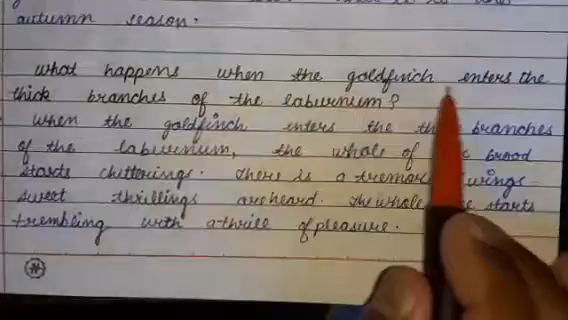 autumn season.
what happens when the goldfinch enters the
thick branches of the laburnum?
when the goldfinch enters the branches
of the laburnum, the whole of brood
starts chitterings. There is a tremor wings
sweet thrillings are heard. The whole starts
trembling with a thrill of pleasure.